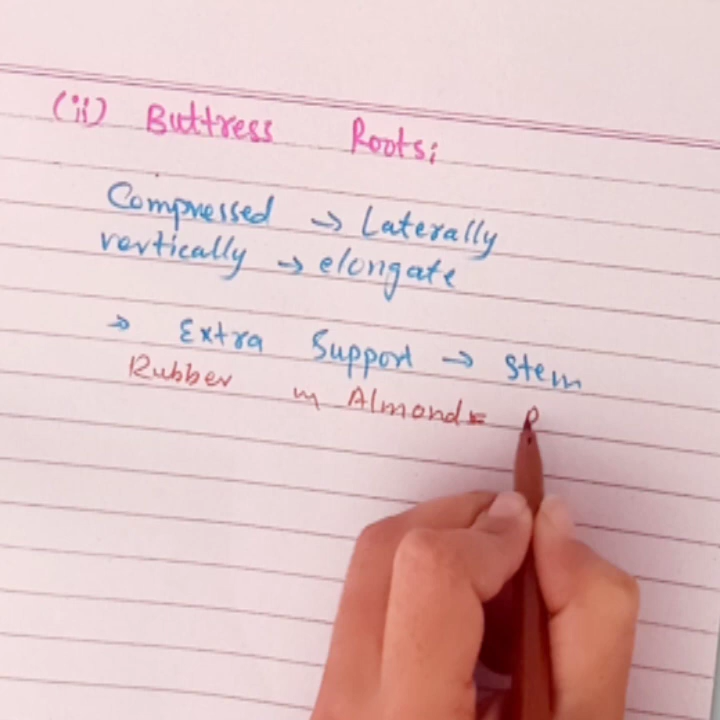 (ii) Buttress Roots;
Compressed → Laterally
vertically → elongate
→ Extra Support → Stem
Rubber 〃 Almond =